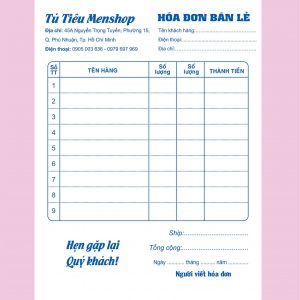 Tú Tiêu Menshop
Địa chỉ: 45A Nguyễn Trọng Tuyển, Phường 15,
Q. Phú Nhuận, Tp. Hồ Chí Minh
Điện thoại: 0905 003 636 - 0979 697 969
HÓA ĐƠN BÁN LẺ
Tên khách hàng:
Điện thoại:
Địa chỉ:
Số TT
TÊN HÀNG
Số lượng
Số lượng
THÀNH TIỀN
1
2
3
4
5
6
7
8
9
Ship:
Tổng cộng:
Hẹn gặp lại
Quý khách!
Ngày ........... tháng ......... năm ...........
Người viết hóa đơn